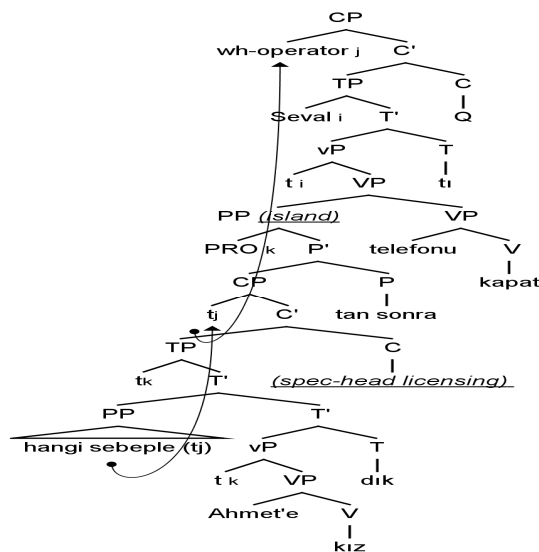 CP
wh-operator j C'
TP C
Seval i T' Q
vP T
t i VP tı
PP (island) VP
PRO k P' telefonu V
CP P kapat
tj C' tan sonra
TP C
tk T' (spec-head licensing)
PP T'
hangi sebeple (tj) vP T
t k VP dık
Ahmet'e V
kız